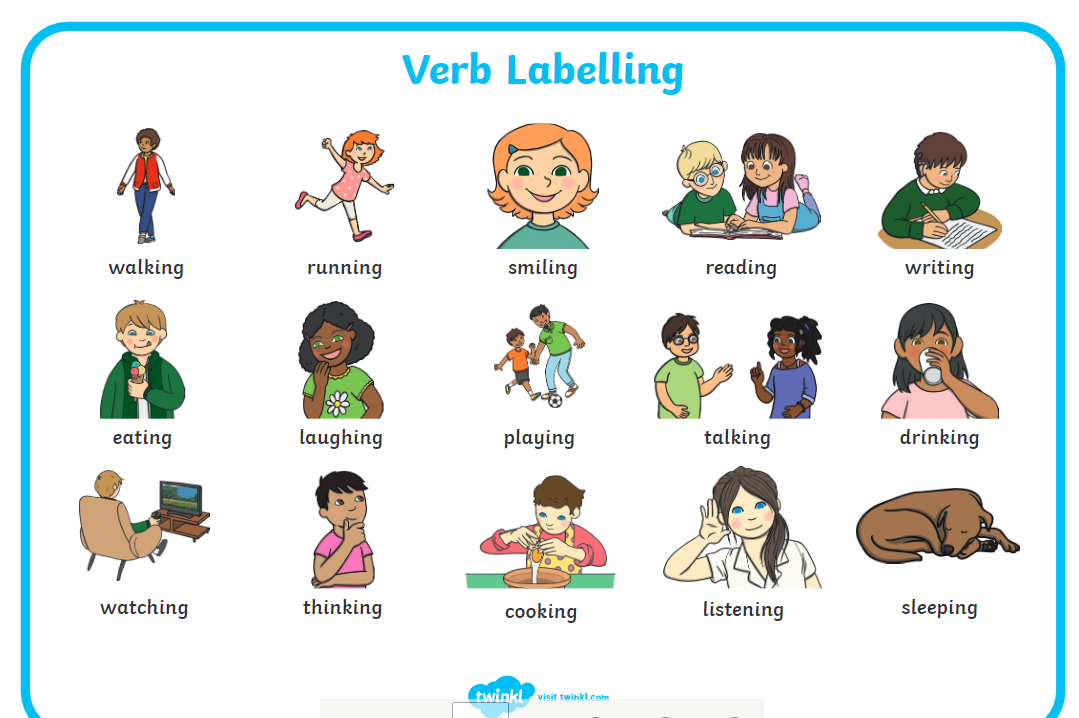 Verb Labelling
walking running smiling reading writing
eating laughing playing talking drinking
watching thinking cooking listening sleeping
twinkl visit twinkl.com